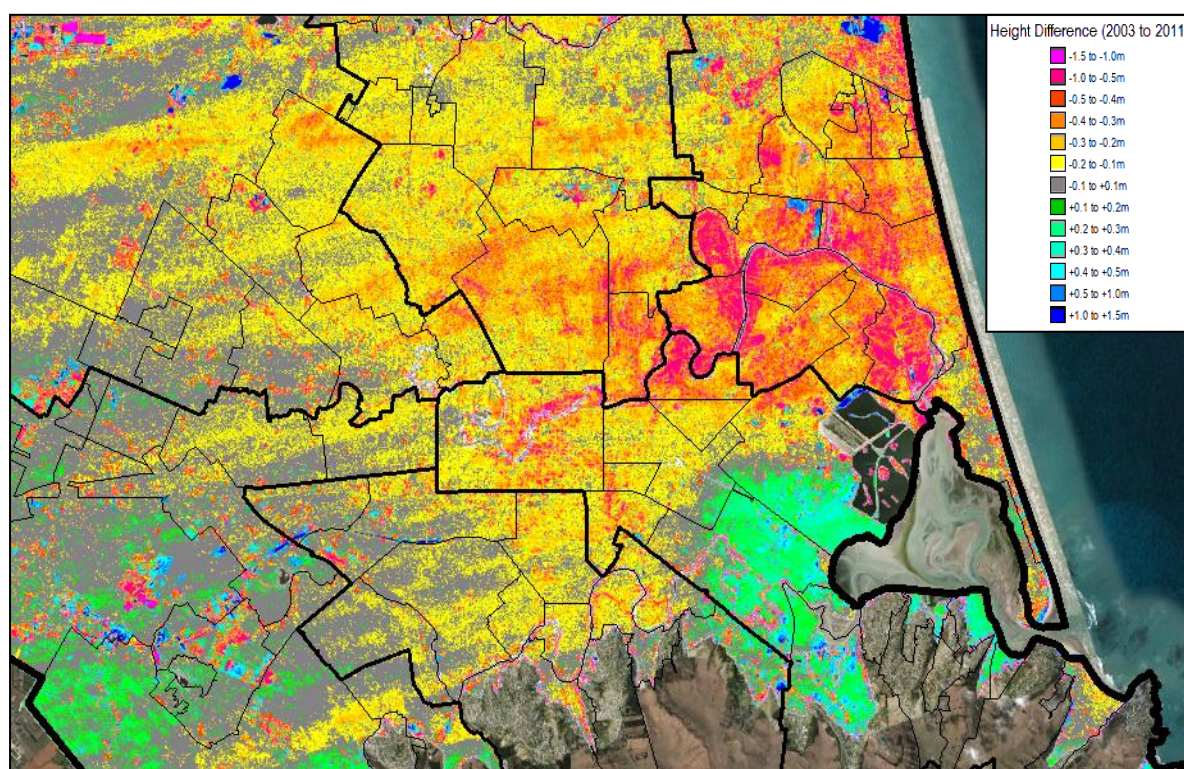 Height Difference (2003 to 2011
-1.5 to -1.0m
-1.0 to -0.5m
-0.5 to -0.4m
-0.4 to -0.3m
-0.3 to -0.2m
-0.2 to -0.1m
-0.1 to +0.1m
+0.1 to +0.2m
+0.2 to +0.3m
+0.3 to +0.4m
+0.4 to +0.5m
+0.5 to +1.0m
+1.0 to +1.5m